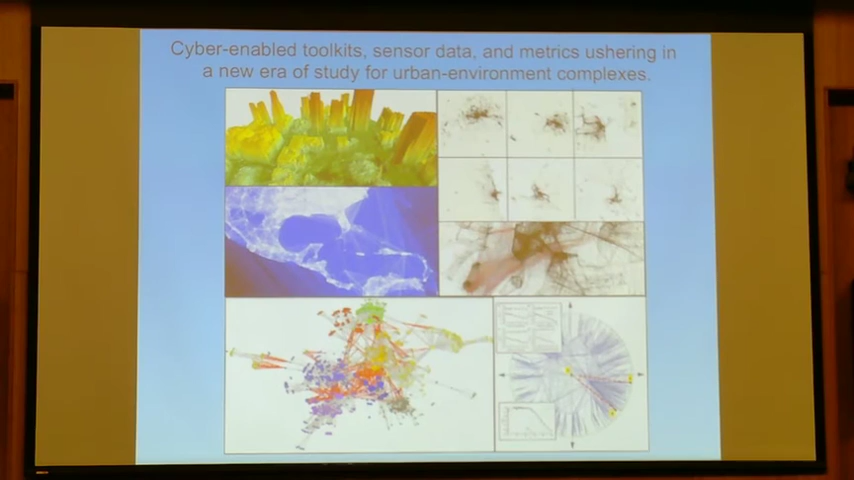 Cyber-enabled toolkits, sensor data, and metrics ushering in
a new era of study for urban-environment complexes.